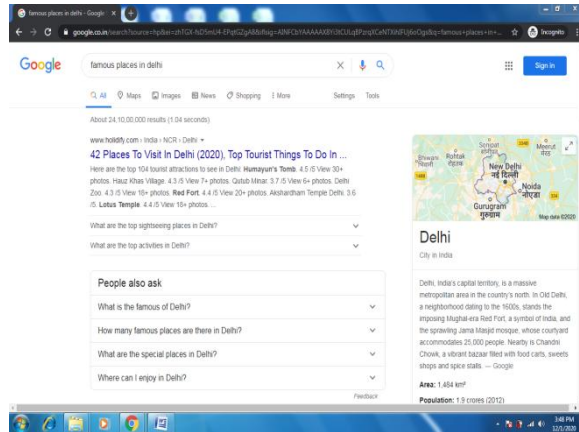 famous places in delhi - Google
google.co.in/search?source=hp&ei=
Incognito
Google
famous places in delhi
Sign in
All Maps Images News Shopping More Settings Tools
About 24,10,00,000 results (1.04 seconds)
www.holidify.com › India › NCR › Delhi
42 Places To Visit In Delhi (2020), Top Tourist Things To Do In ...
Here are the top 104 tourist attractions to see in Delhi: Humayun's Tomb. 4.5 /5 View 30+
photos. Hauz Khas Village. 4.3 /5 View 7+ photos. Qutub Minar. 3.7 /5 View 6+ photos. Delhi
Zoo. 4.3 /5 View 18+ photos. Red Fort. 4.4 /5 View 20+ photos. Akshardham Temple Delhi. 3.6
/5. Lotus Temple. 4.4 /5 View 18+ photos. ...
What are the top sightseeing places in Delhi?
What are the top activities in Delhi?
People also ask
What is the famous of Delhi?
How many famous places are there in Delhi?
What are the special places in Delhi?
Where can I enjoy in Delhi?
Feedback
Sonipat
Meerut
Rohtak
Bhiwani
New Delhi
नई दिल्ली
Noida
नोएडा
Gurugram
गुरुग्राम
Map data ©2020
Delhi
City in India
Delhi, India's capital territory, is a massive
metropolitan area in the country's north. In Old Delhi,
a neighborhood dating to the 1600s, stands the
imposing Mughal-era Red Fort, a symbol of India, and
the sprawling Jama Masjid mosque, whose courtyard
accommodates 25,000 people. Nearby is Chandni
Chowk, a vibrant bazaar filled with food carts, sweets
shops and spice stalls. — Google
Area: 1,484 km²
Population: 1.9 crores (2012)
3:48 PM
12/1/2020